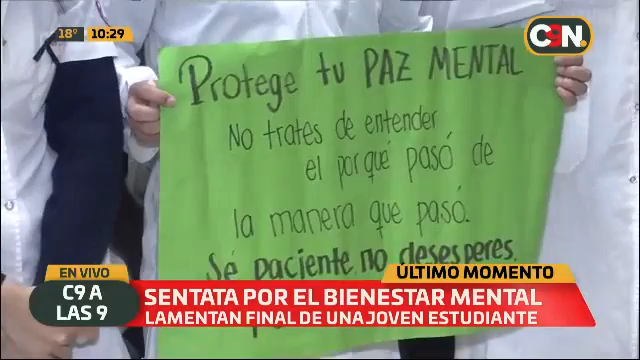 18° 10:29
C9N.
Protege tu PAZ MENTAL
No trates de entender
el porqué pasó de
la manera que pasó.
Sé paciente, no desespere­s.
EN VIVO
ÚLTIMO MOMENTO
C9 A
LAS 9
SENTATA POR EL BIENESTAR MENTAL
LAMENTAN FINAL DE UNA JOVEN ESTUDIANTE